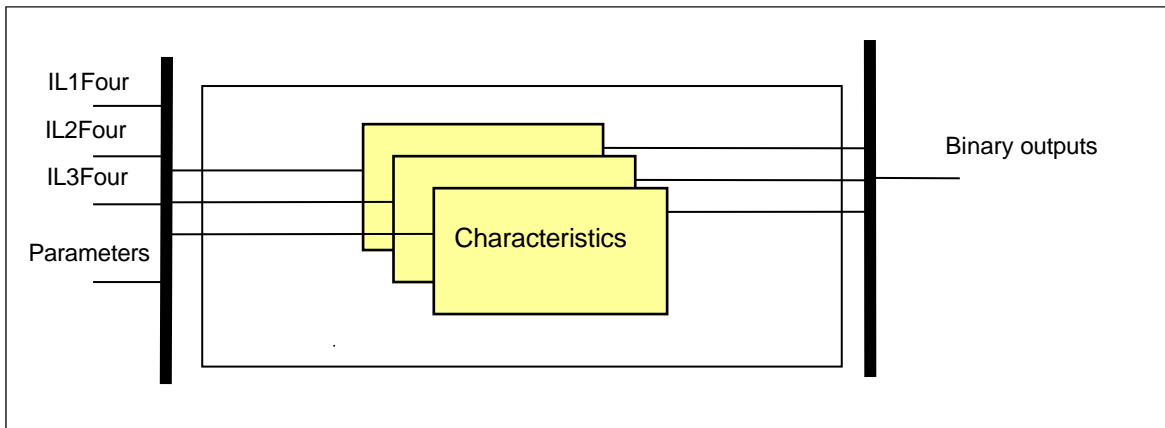 IL1Four
IL2Four
IL3Four
Parameters
Characteristics
Binary outputs